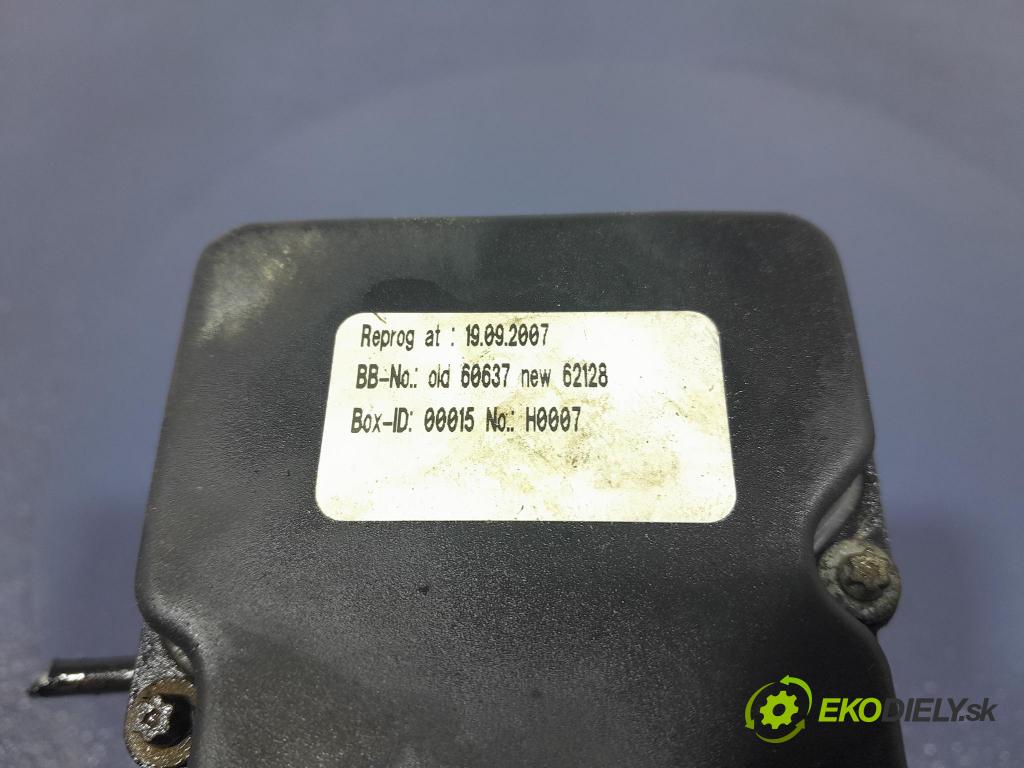 Reprog at : 19.09.2007
BB-No.: old 60637 new 62128
Box-ID: 00015 No.: H0007
EKODIELY.sk